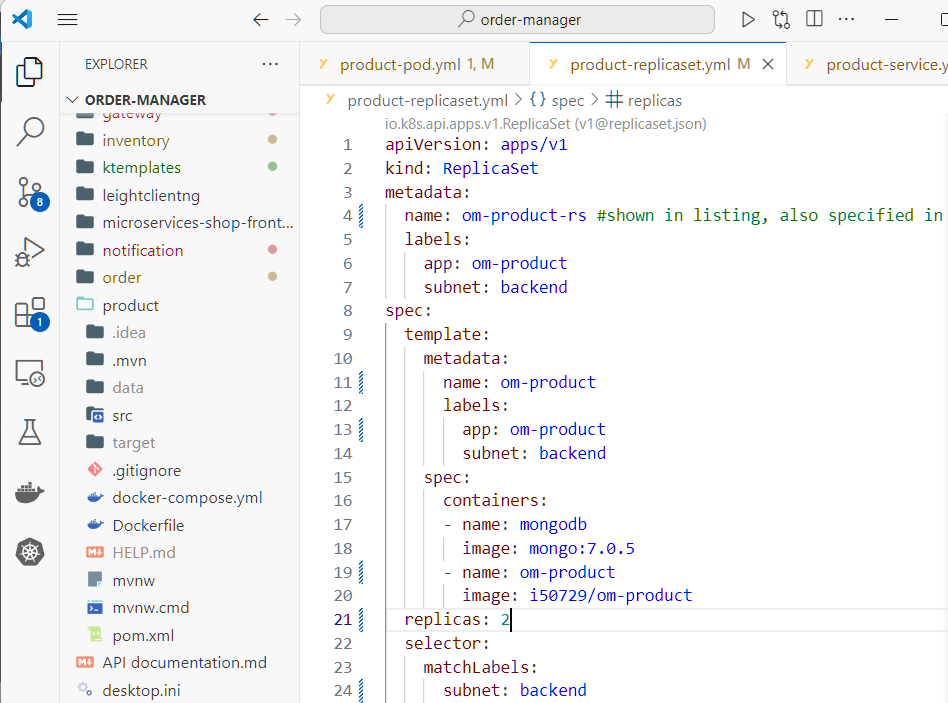 order-manager
EXPLORER
ORDER-MANAGER
gateway
inventory
ktemplates
leightclientng
microservices-shop-front...
notification
order
product
.idea
.mvn
data
src
target
.gitignore
docker-compose.yml
Dockerfile
HELP.md
mvnw
mvnw.cmd
pom.xml
API documentation.md
desktop.ini
8
1
product-pod.yml 1, M
product-replicaset.yml M
product-service.y
product-replicaset.yml > {} spec > # replicas
io.k8s.api.apps.v1.ReplicaSet (v1@replicaset.json)
1 apiVersion: apps/v1
2 kind: ReplicaSet
3 metadata:
4 name: om-product-rs #shown in listing, also specified in
5 labels:
6 app: om-product
7 subnet: backend
8 spec:
9 template:
10 metadata:
11 name: om-product
12 labels:
13 app: om-product
14 subnet: backend
15 spec:
16 containers:
17 - name: mongodb
18 image: mongo:7.0.5
19 - name: om-product
20 image: i50729/om-product
21 replicas: 2
22 selector:
23 matchLabels:
24 subnet: backend